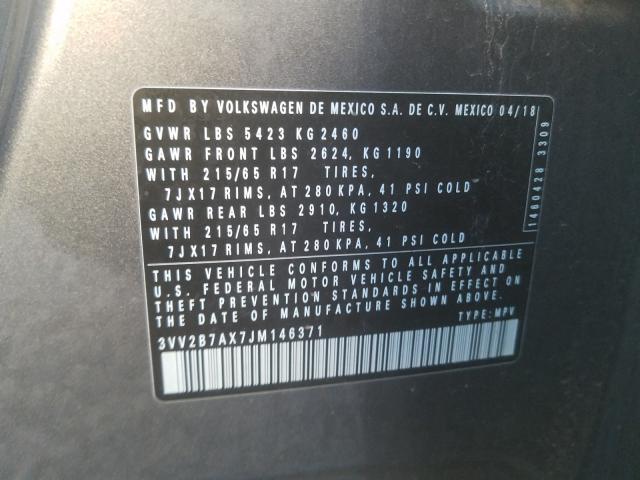 MFD BY VOLKSWAGEN DE MEXICO S.A. DE C.V. MEXICO 04/18
GVWR LBS 5423 KG 2460
GAWR FRONT LBS 2624, KG 1190
WITH 215/65 R17 TIRES,
7JX17 RIMS, AT 280 KPA, 41 PSI COLD
GAWR REAR LBS 2910, KG 1320
WITH 215/65 R17 TIRES,
7JX17 RIMS, AT 280 KPA, 41 PSI COLD
THIS VEHICLE CONFORMS TO ALL APPLICABLE
U.S. FEDERAL MOTOR VEHICLE SAFETY AND
THEFT PREVENTION STANDARDS IN EFFECT ON
THE DATE OF MANUFACTURE SHOWN ABOVE.
3VV2B7AX7JM146371 TYPE: MPV
11460428 3309